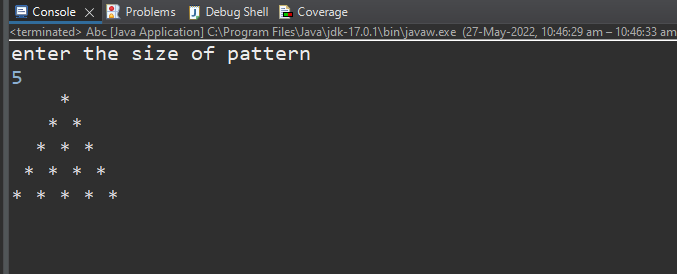 Console Problems Debug Shell Coverage
<terminated> Abc [Java Application] C:\Program Files\Java\jdk-17.0.1\bin\javaw.exe (27-May-2022, 10:46:29 am – 10:46:33 am
enter the size of pattern
5
    *
   * *
  * * *
 * * * *
* * * * *